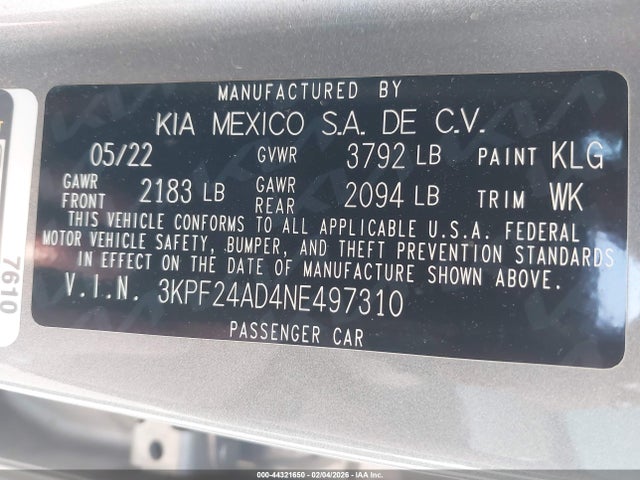 MANUFACTURED BY
KIA MEXICO S.A. DE C.V.
05/22 GVWR 3792 LB PAINT KLG
GAWR FRONT 2183 LB GAWR REAR 2094 LB TRIM WK
THIS VEHICLE CONFORMS TO ALL APPLICABLE U.S.A. FEDERAL
MOTOR VEHICLE SAFETY, BUMPER, AND THEFT PREVENTION STANDARDS
IN EFFECT ON THE DATE OF MANUFACTURE SHOWN ABOVE.
V.I.N. 3KPF24AD4NE497310
PASSENGER CAR
7610
000-44321650 - 02/04/2026 - IAA Inc.